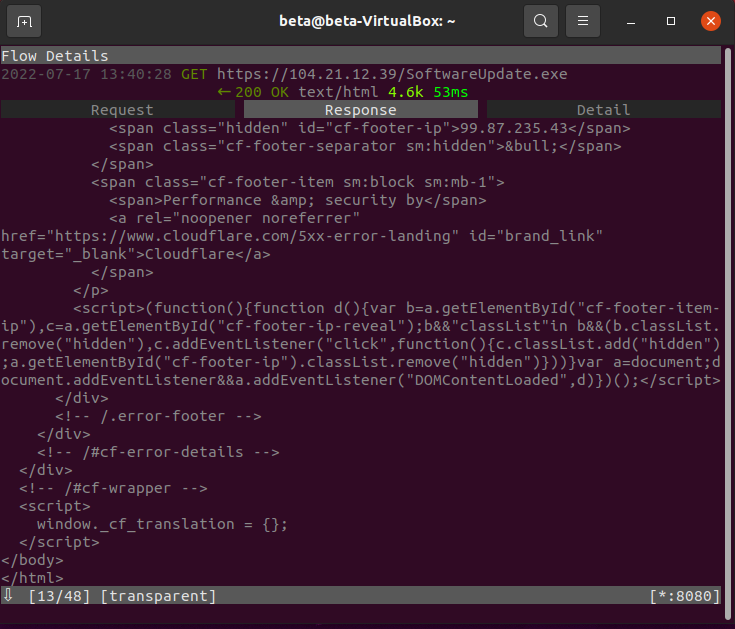 beta@beta-VirtualBox: ~
Flow Details
2022-07-17 13:40:28 GET https://104.21.12.39/SoftwareUpdate.exe
← 200 OK text/html 4.6k 53ms
Request Response Detail
<span class="hidden" id="cf-footer-ip">99.87.235.43</span>
<span class="cf-footer-separator sm:hidden">&bull;</span>
</span>
<span class="cf-footer-item sm:block sm:mb-1">
<span>Performance &amp; security by</span>
<a rel="noopener noreferrer"
href="https://www.cloudflare.com/5xx-error-landing" id="brand_link"
target="_blank">Cloudflare</a>
</span>
</p>
<script>(function(){function d(){var b=a.getElementById("cf-footer-item-
ip"),c=a.getElementById("cf-footer-ip-reveal");b&&"classList"in b&&(b.classList.
remove("hidden"),c.addEventListener("click",function(){c.classList.add("hidden")
;a.getElementById("cf-footer-ip").classList.remove("hidden")}))}var a=document;d
ocument.addEventListener&&a.addEventListener("DOMContentLoaded",d)})();</script>
</div>
<!-- /.error-footer -->
</div>
<!-- /#cf-error-details -->
</div>
<!-- /#cf-wrapper -->
<script>
window._cf_translation = {};
</script>
</body>
</html>
⇩ [13/48] [transparent] [*:8080]